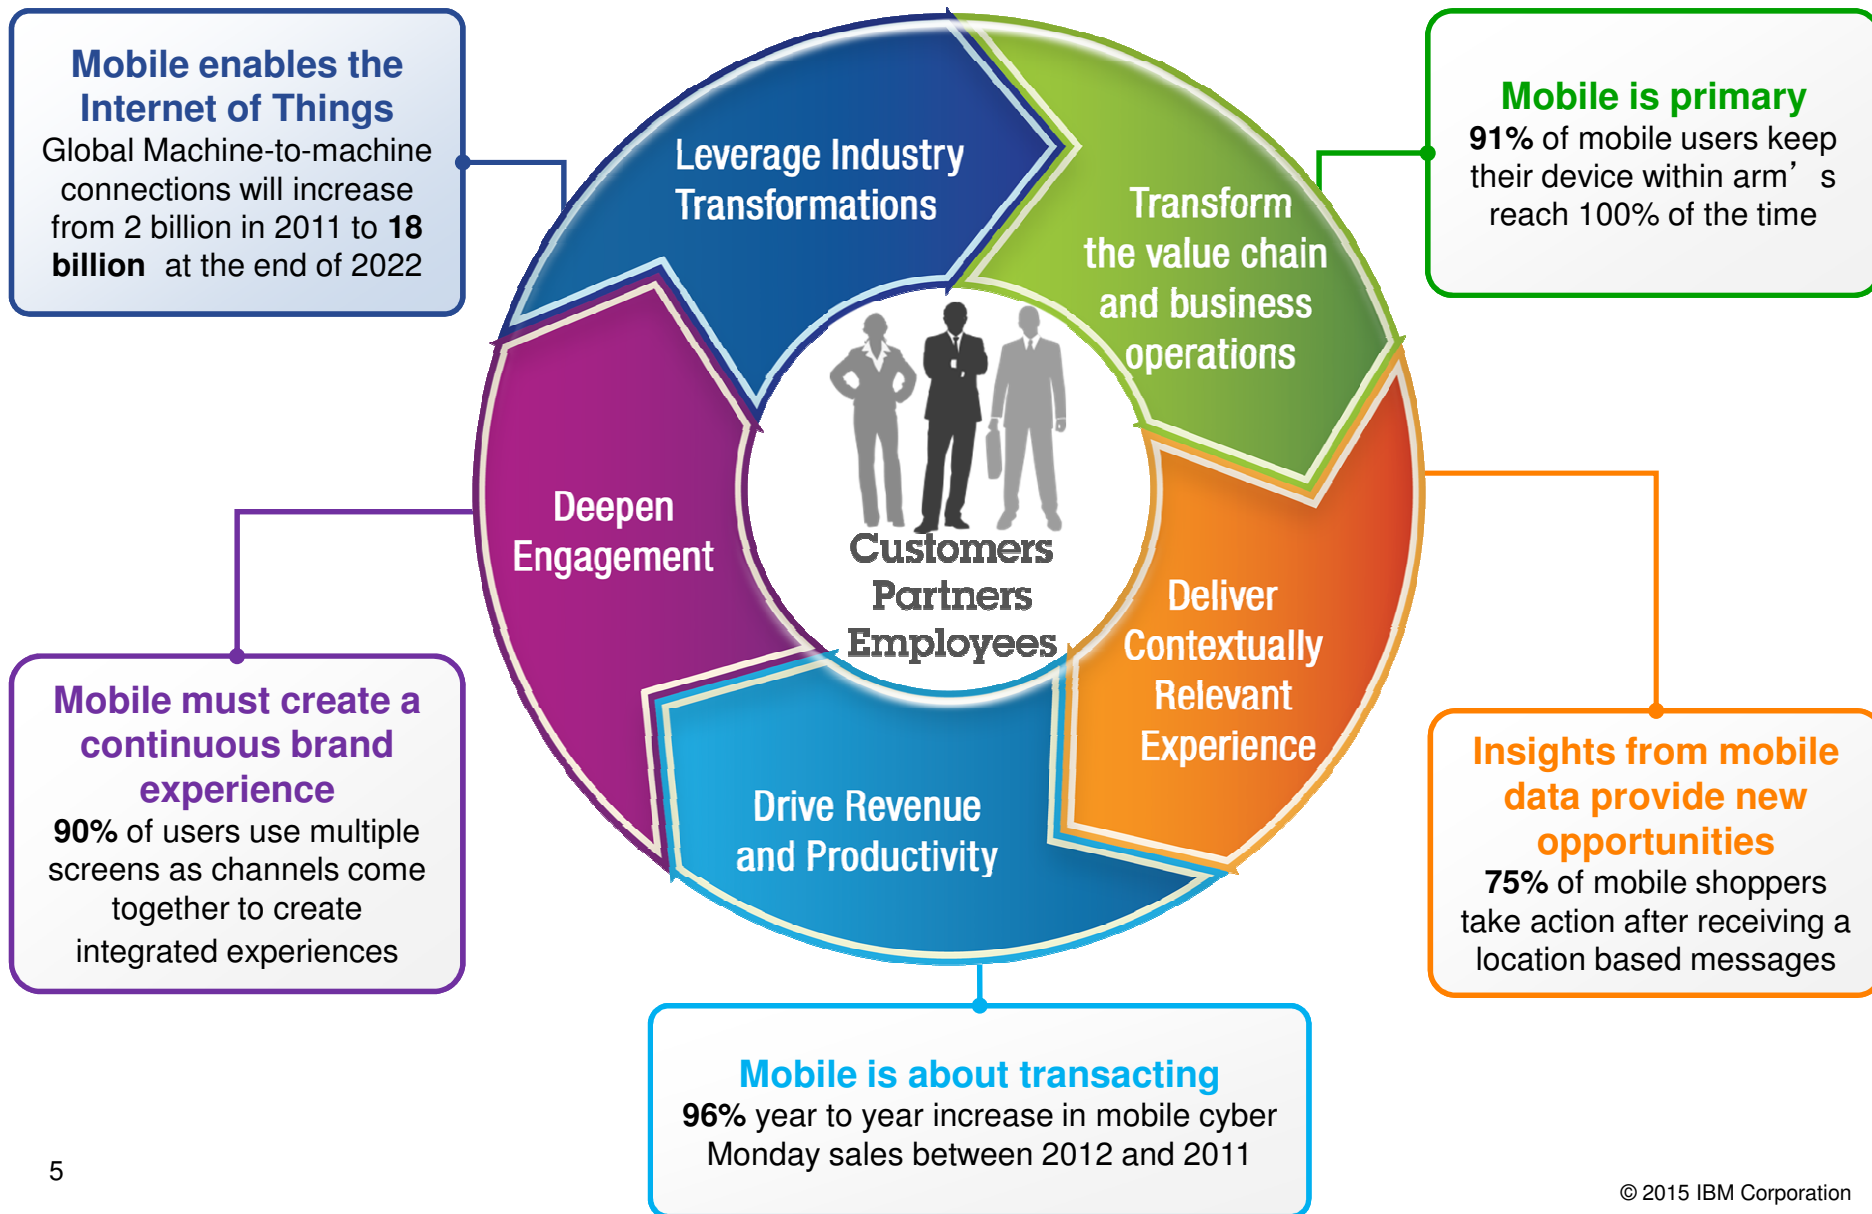 Mobile enables the
Internet of Things
Global Machine-to-machine
connections will increase
from 2 billion in 2011 to 18
billion at the end of 2022
Leverage Industry
Transformations
Transform
the value chain
and business
operations
Mobile is primary
91% of mobile users keep
their device within arm’ s
reach 100% of the time
Deepen
Engagement
Customers
Partners
Employees
Deliver
Contextually
Relevant
Experience
Drive Revenue
and Productivity
Mobile must create a
continuous brand
experience
90% of users use multiple
screens as channels come
together to create
integrated experiences
Insights from mobile
data provide new
opportunities
75% of mobile shoppers
take action after receiving a
location based messages
Mobile is about transacting
96% year to year increase in mobile cyber
Monday sales between 2012 and 2011
5
© 2015 IBM Corporation